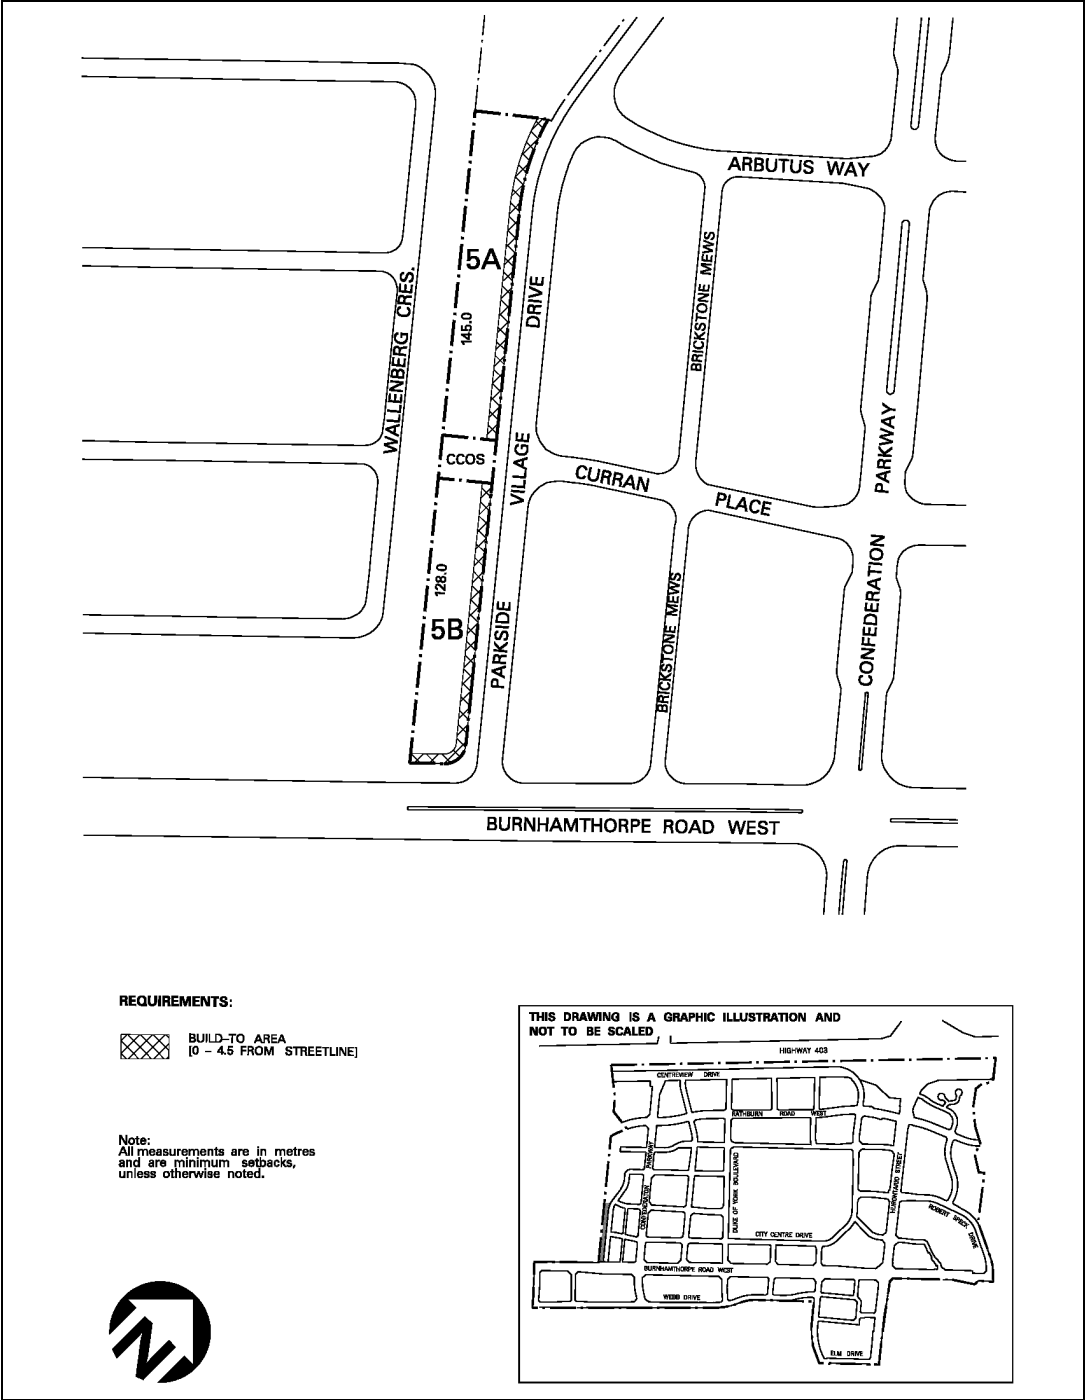 ARBUTUS WAY
BRICKSTONE MEWS
5A
DRIVE
WALLENBERG CRES.
145.0
PARKWAY
VILLAGE
CCOS
CURRAN
PLACE
CONFEDERATION
128.0
BRICKSTONE MEWS
PARKSIDE
5B
BURNHAMTHORPE ROAD WEST
REQUIREMENTS:
BUILD-TO AREA
[0 - 4.5 FROM STREETLINE]
Note:
All measurements are in metres
and are minimum setbacks,
unless otherwise noted.
N
THIS DRAWING IS A GRAPHIC ILLUSTRATION AND
NOT TO BE SCALED
HIGHWAY 403
CENTREVIEW DRIVE
RATHBURN ROAD WEST
PARKWAY
CONFEDERATION
DUKE OF YORK BOULEVARD
HURONTARIO STREET
ROBERT SPECK DRIVE
CITY CENTRE DRIVE
BURNHAMTHORPE ROAD WEST
WEBB DRIVE
ELM DRIVE